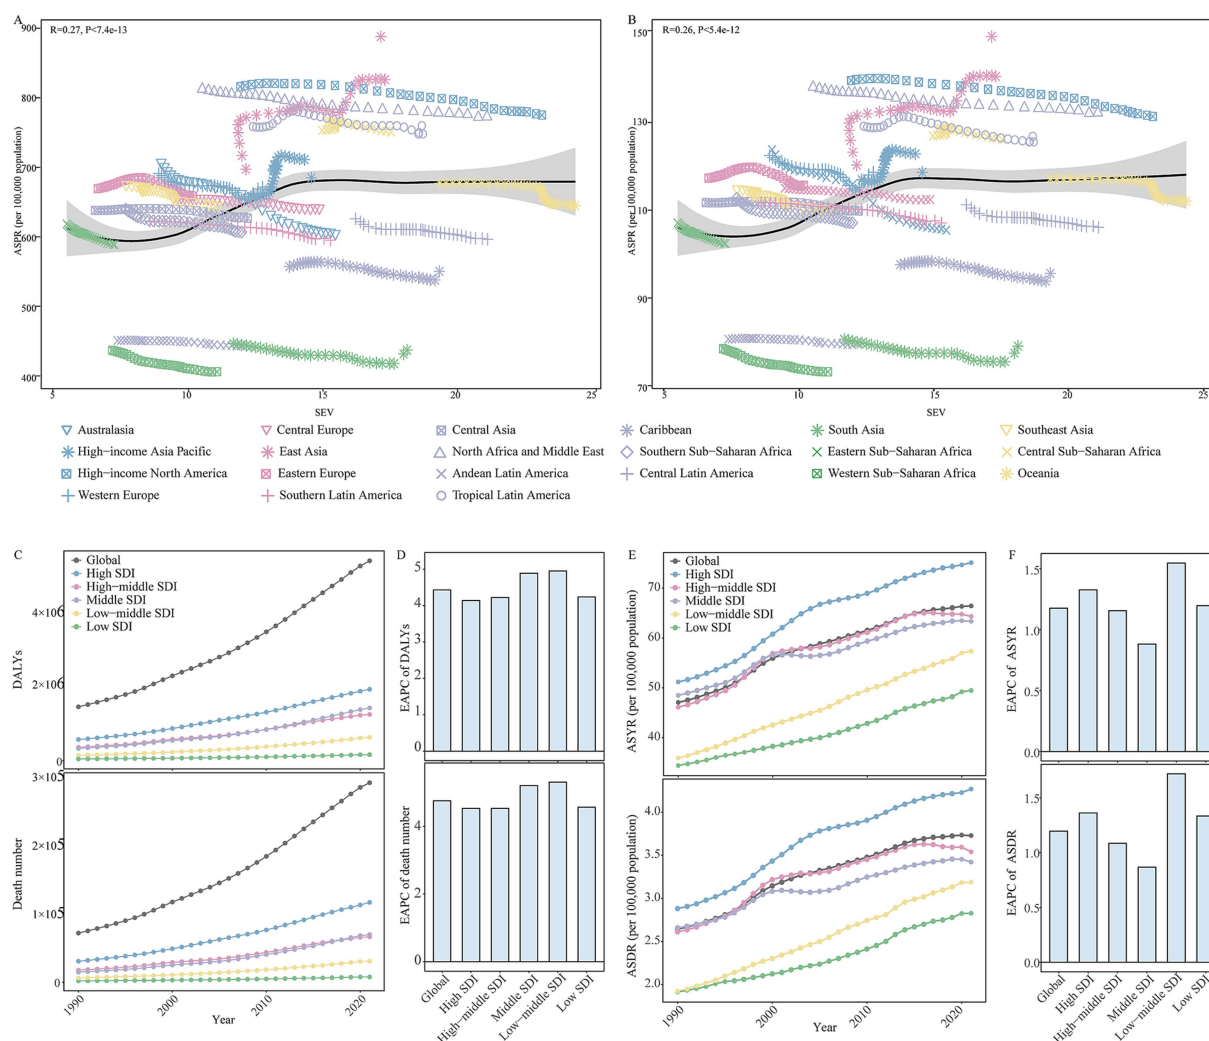 A
B
R=0.27, P<7.4e-13
R=0.26, P<5.4e-12
ASPR (per 100,000 population)
900
800
700
600
500
400
5
10
15
20
25
SEV
ASPR (per 100,000 population)
150
130
110
90
70
5
10
15
20
25
SEV
Australasia
Central Europe
Central Asia
Caribbean
South Asia
Southeast Asia
High−income Asia Pacific
East Asia
North Africa and Middle East
Southern Sub−Saharan Africa
Eastern Sub−Saharan Africa
Central Sub−Saharan Africa
High−income North America
Eastern Europe
Andean Latin America
Central Latin America
Western Sub−Saharan Africa
Oceania
Western Europe
Southern Latin America
Tropical Latin America
C
Global
High SDI
High−middle SDI
Middle SDI
Low−middle SDI
Low SDI
DALYs
4×10⁶
2×10⁶
0
Death number
3×10⁵
2×10⁵
1×10⁵
0
1990
2000
2010
2020
Year
D
EAPC of DALYs
5
4
3
2
1
0
EAPC of death number
4
2
0
Global
High SDI
High−middle SDI
Middle SDI
Low−middle SDI
Low SDI
E
Global
High SDI
High−middle SDI
Middle SDI
Low−middle SDI
Low SDI
ASYR (per 100,000 population)
70
60
50
40
ASDR (per 100,000 population)
4.0
3.5
3.0
2.5
2.0
1990
2000
2010
2020
Year
F
EAPC of ASYR
1.5
1.0
0.5
0.0
EAPC of ASDR
1.5
1.0
0.5
0.0
Global
High SDI
High−middle SDI
Middle SDI
Low−middle SDI
Low SDI